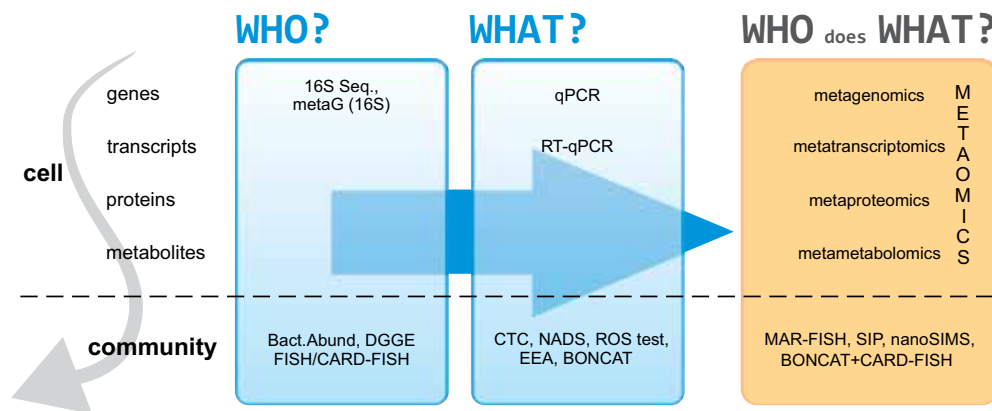 WHO?
WHAT?
WHO does WHAT?
cell
genes
transcripts
proteins
metabolites
16S Seq.,
metaG (16S)
qPCR
RT-qPCR
metagenomics
metatranscriptomics
metaproteomics
metametabolomics
METAOMICS
community
Bact.Abund, DGGE
FISH/CARD-FISH
CTC, NADS, ROS test,
EEA, BONCAT
MAR-FISH, SIP, nanoSIMS,
BONCAT+CARD-FISH